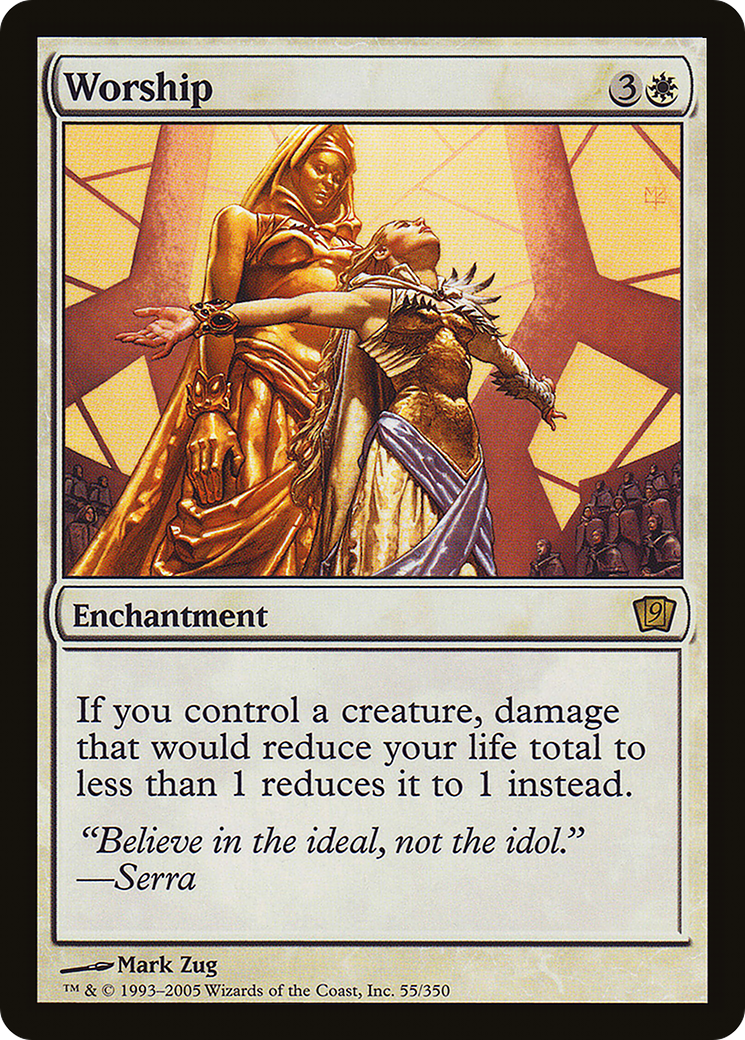 Worship
3
MZ
Enchantment
9
If you control a creature, damage
that would reduce your life total to
less than 1 reduces it to 1 instead.
“Believe in the ideal, not the idol.”
—Serra
Mark Zug
™ & © 1993–2005 Wizards of the Coast, Inc. 55/350